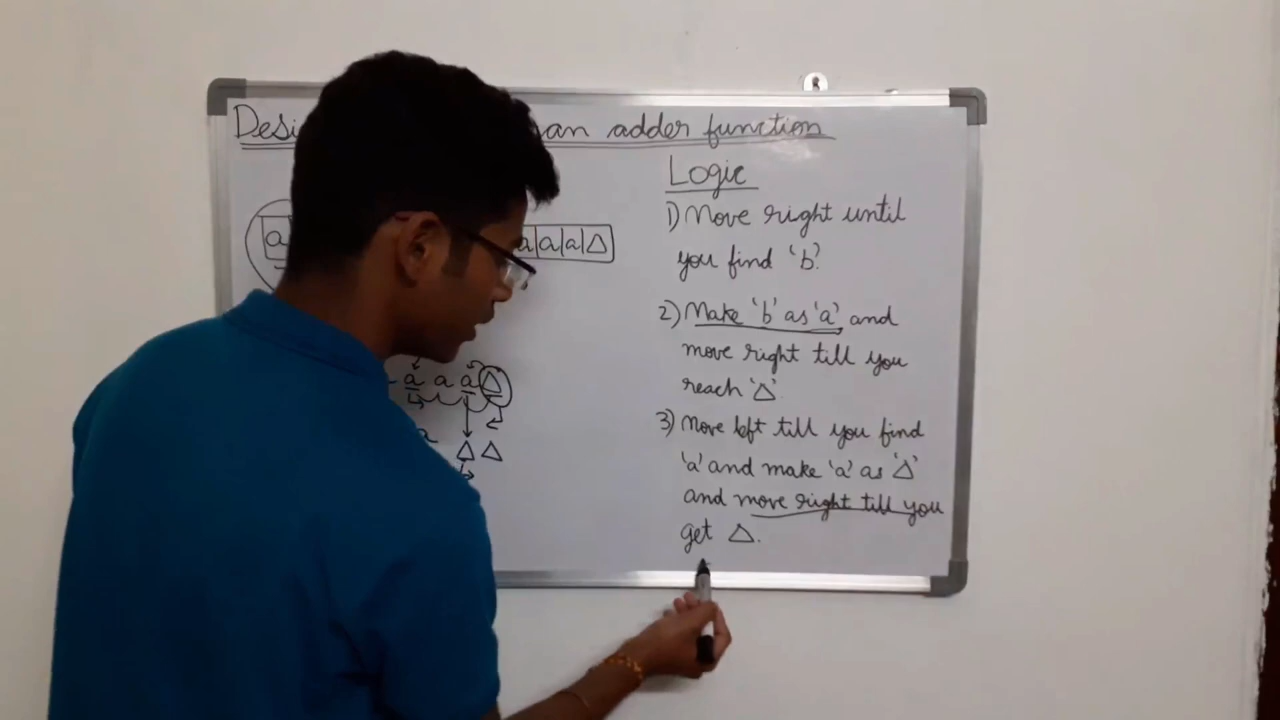 Desi an adder function
a a a a Δ
a a a Δ
a
Δ Δ
Logic
1) Move right until
you find 'b'.
2) Make 'b' as 'a' and
move right till you
reach 'Δ'.
3) Move left till you find
'a' and make 'a' as 'Δ'
and move right till you
get Δ.